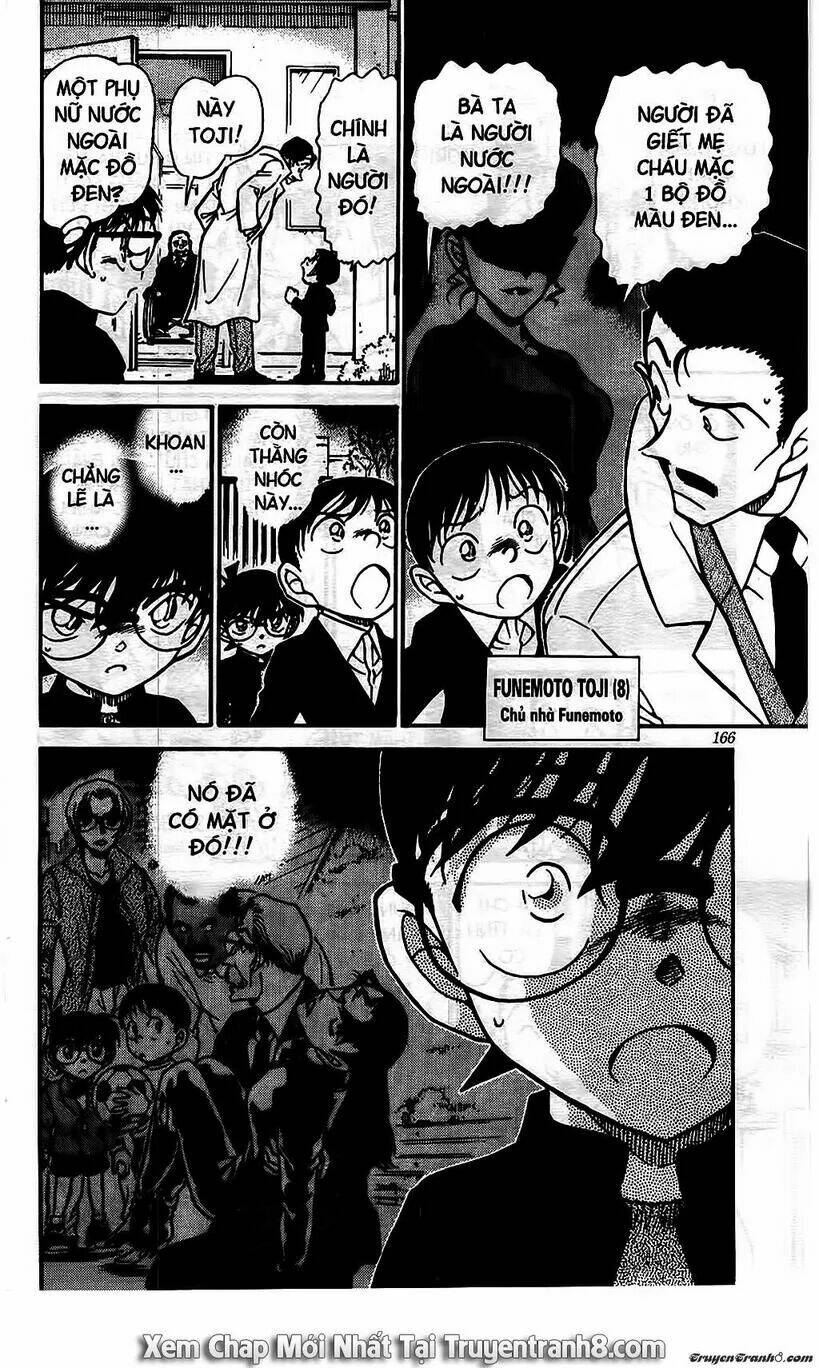 NGƯỜI ĐÃ
GIẾT MẸ
CHÁU MẶC
1 BỘ ĐỒ
MÀU ĐEN...
BÀ TA
LÀ NGƯỜI
NƯỚC
NGOÀI!!!
FUNEMOTO TOJI (8)
Chủ nhà Funemoto
CHÍNH
LÀ
NGƯỜI
ĐÓ!
NÀY
TOJI!
MỘT PHỤ
NỮ NƯỚC
NGOÀI
MẶC ĐỒ
ĐEN?
CÒN
THẰNG
NHÓC
NÀY...
KHOAN
...
CHẲNG
LẼ LÀ
...
166
NÓ ĐÃ
CÓ MẶT Ở
ĐÓ!!!
Xem Chap Mới Nhất Tại Truyentranh8.com
TruyenTranh8.com